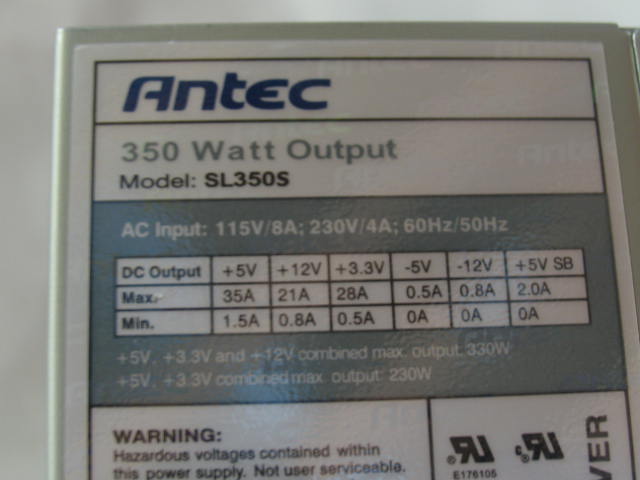 Antec
350 Watt Output
Model: SL350S
AC Input: 115V/8A; 230V/4A; 60Hz/50Hz
DC Output +5V +12V +3.3V -5V -12V +5V SB
Max. 35A 21A 28A 0.5A 0.8A 2.0A
Min. 1.5A 0.8A 0.5A 0A 0A 0A
+5V, +3.3V and +12V combined max. output: 330W
+5V, +3.3V combined max. output: 230W
WARNING:
Hazardous voltages contained within
this power supply. Not user serviceable.
E176105
VER